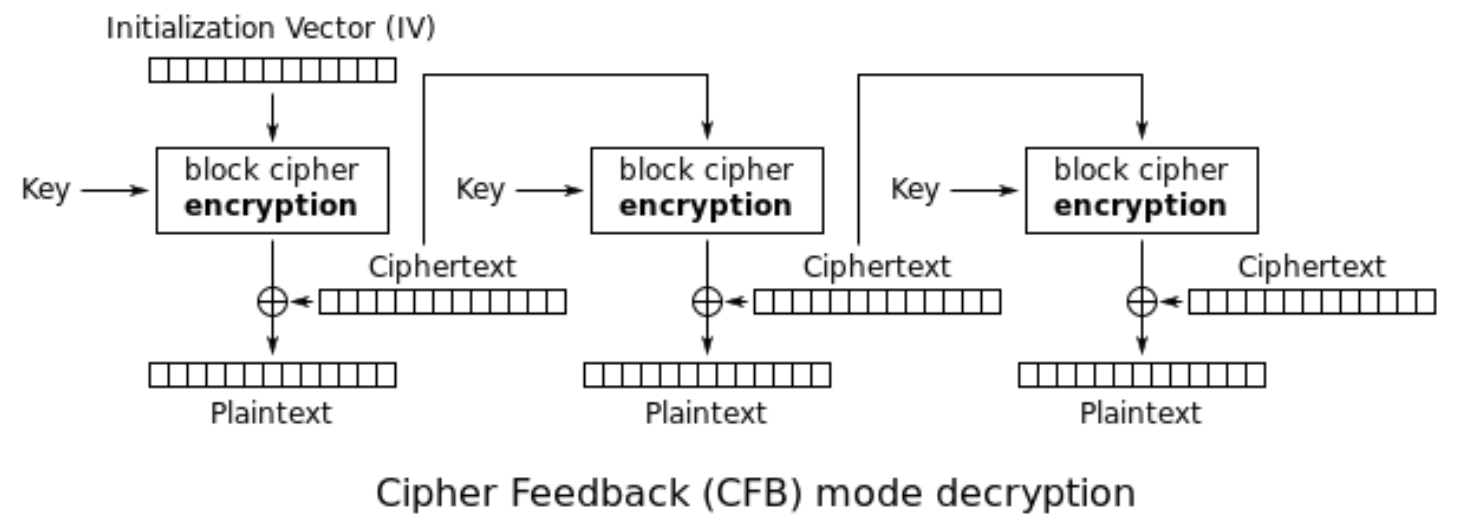 Initialization Vector (IV)
Key
block cipher
encryption
Key
block cipher
encryption
Key
block cipher
encryption
Ciphertext
Ciphertext
Ciphertext
Plaintext
Plaintext
Plaintext
Cipher Feedback (CFB) mode decryption